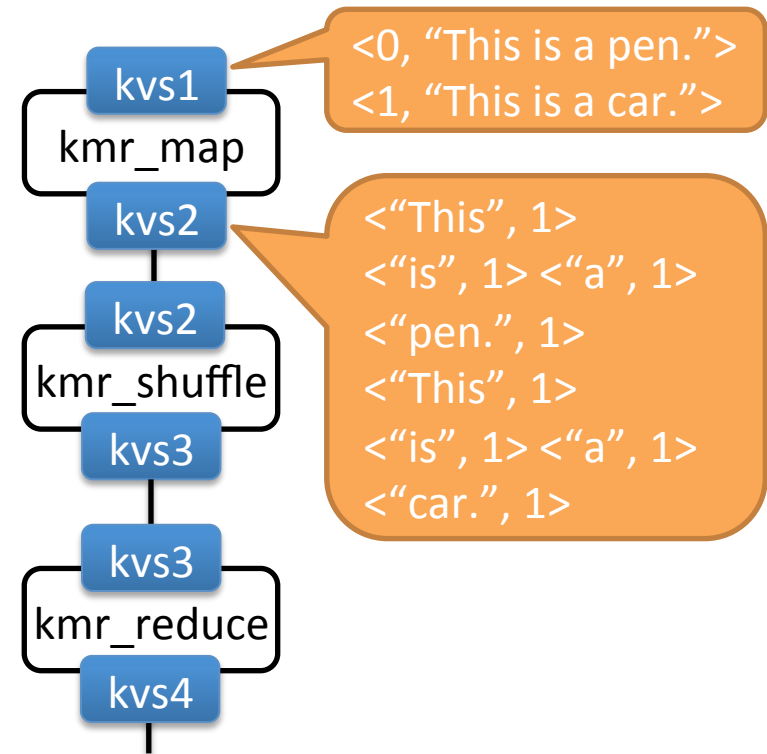 kvs1
<0, “This is a pen.”>
<1, “This is a car.”>
kmr_map
kvs2
<“This”, 1>
<“is”, 1> <“a”, 1>
<“pen.”, 1>
<“This”, 1>
<“is”, 1> <“a”, 1>
<“car.”, 1>
kvs2
kmr_shuffle
kvs3
kvs3
kmr_reduce
kvs4